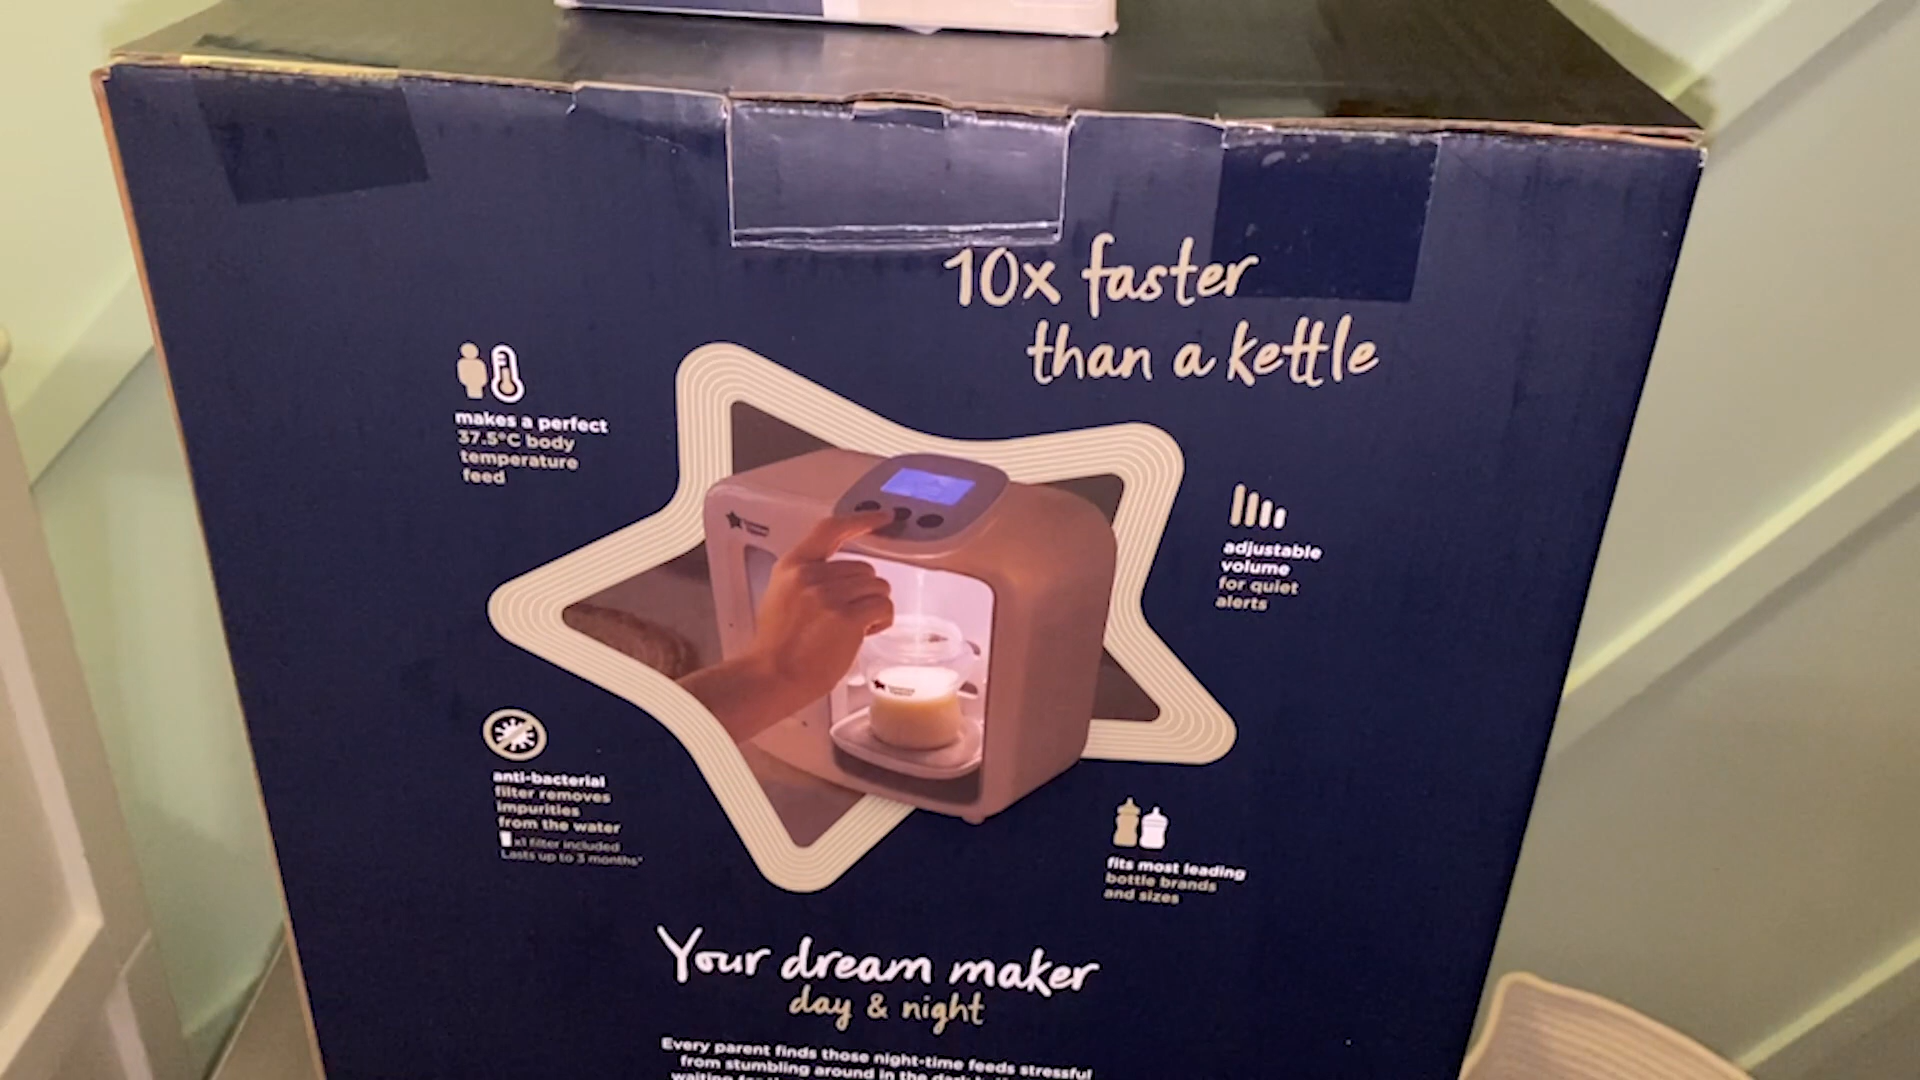 10x faster
than a kettle
makes a perfect
37.5°C body
temperature
feed
adjustable
volume
for quiet
alerts
anti-bacterial
filter removes
impurities
from the water
x1 filter included
Lasts up to 3 months*
fits most leading
bottle brands
and sizes
Your dream maker
day & night
Every parent finds those night-time feeds stressful
from stumbling around in the dark